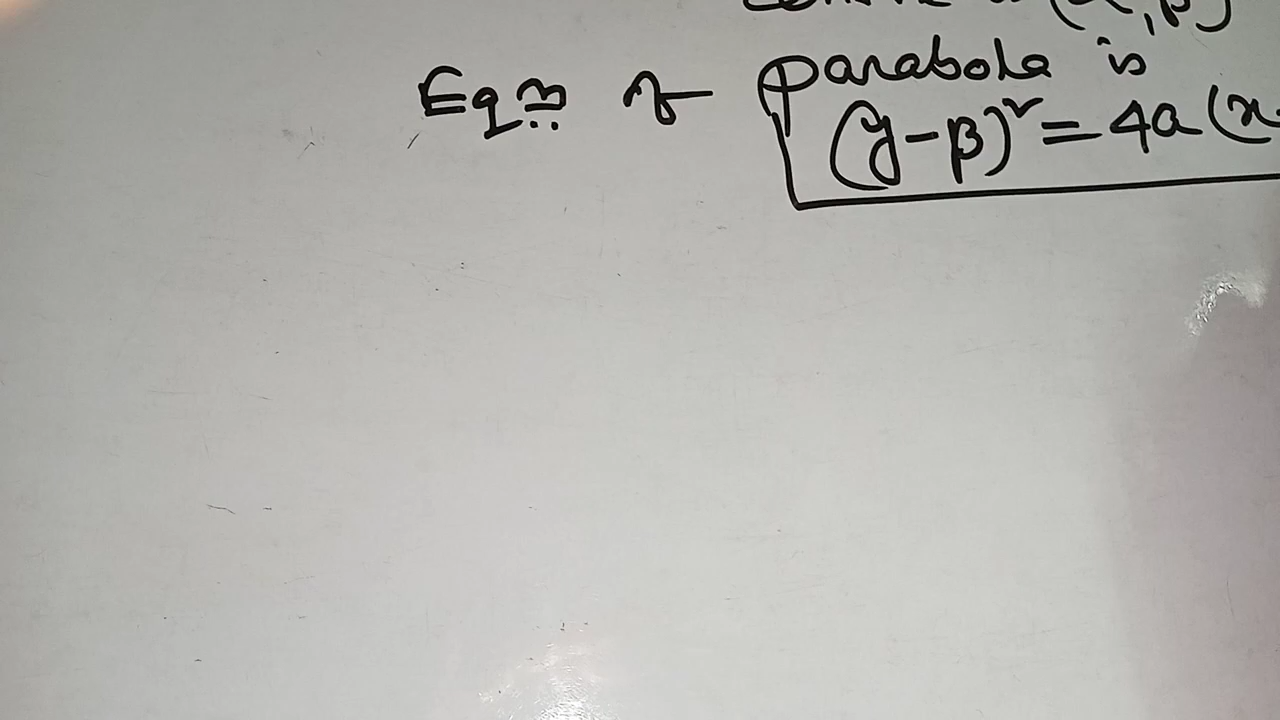 (α, β)
Eqn of parabola is
(y-β)² = 4a(x